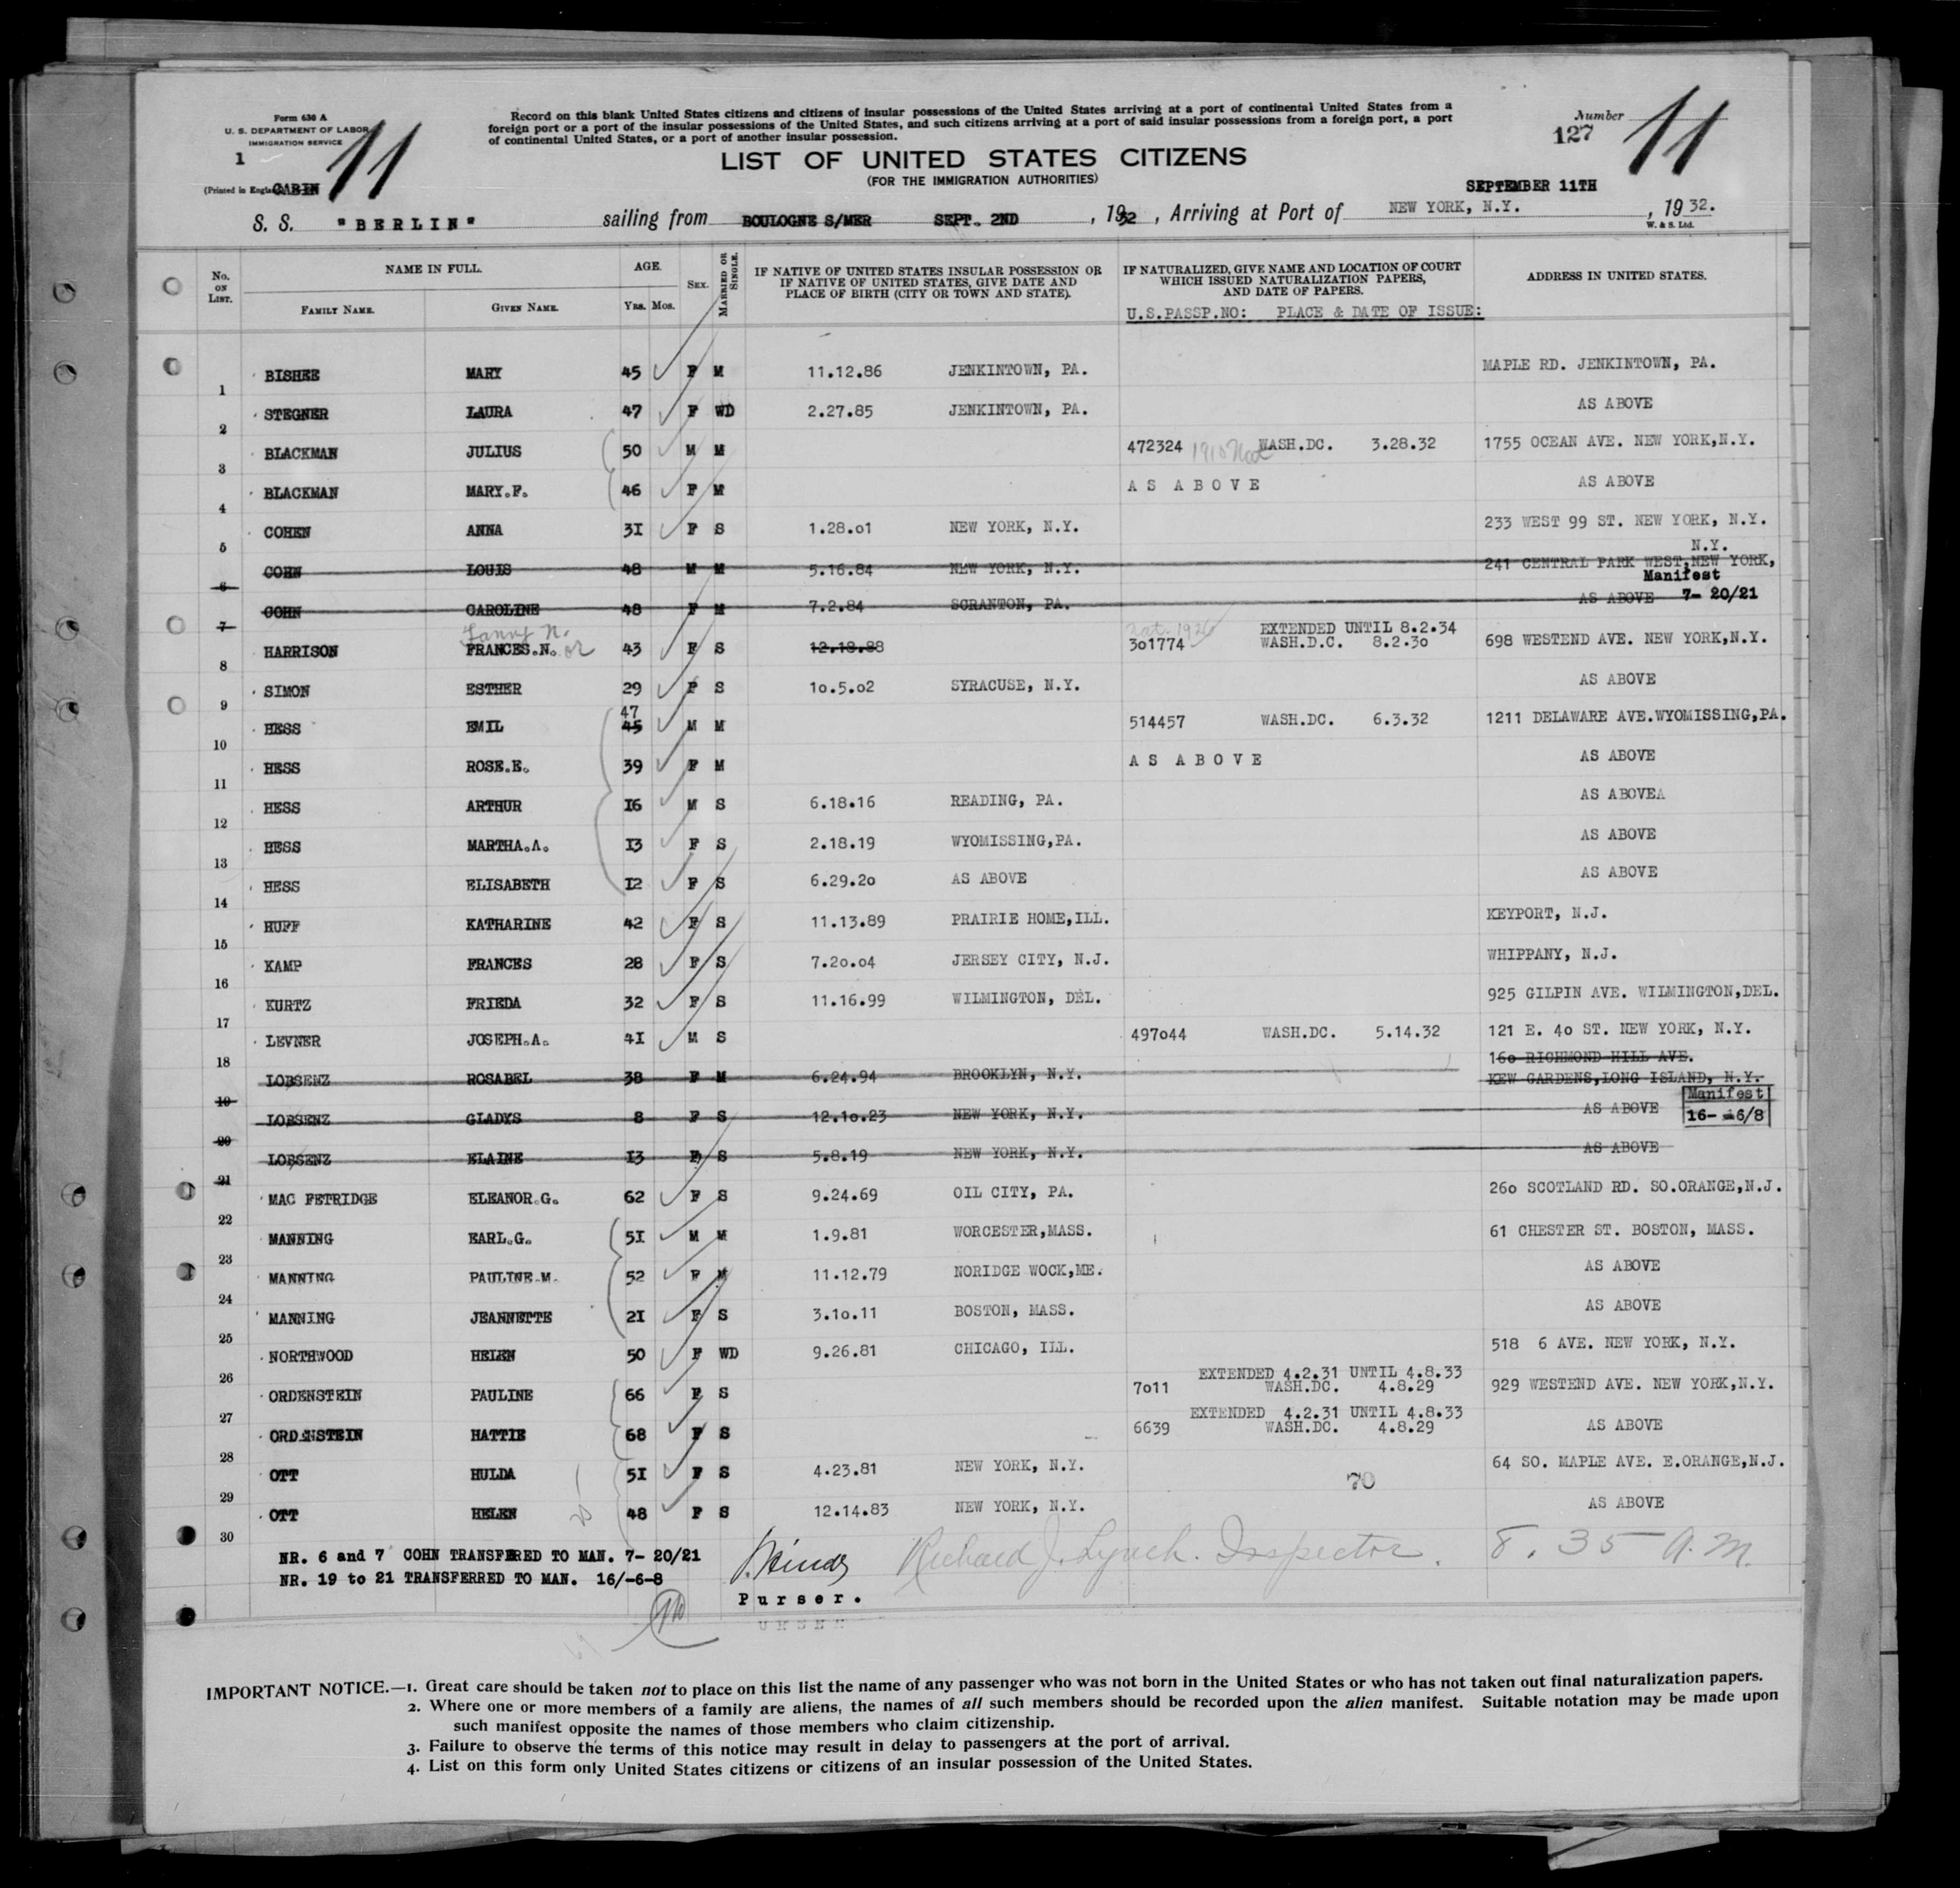 Form 630 A
U. S. DEPARTMENT OF LABOR
IMMIGRATION SERVICE
1
11
(Printed in England) CABIN
Record on this blank United States citizens and citizens of insular possessions of the United States arriving at a port of continental United States from a
foreign port or a port of the insular possessions of the United States, and such citizens arriving at a port of said insular possessions from a foreign port, a port
of continental United States, or a port of another insular possession.
Number
127 11
LIST OF UNITED STATES CITIZENS
(FOR THE IMMIGRATION AUTHORITIES)
SEPTEMBER 11TH
S. S. "BERLIN" sailing from BOULOGNE S/MER SEPT. 2ND, 1932, Arriving at Port of NEW YORK, N.Y., 1932.
W. & S. Ltd.
No. ON LIST.
NAME IN FULL.
FAMILY NAME. GIVEN NAME.
AGE.
YRS. MOS.
SEX.
MARRIED OR SINGLE.
IF NATIVE OF UNITED STATES INSULAR POSSESSION OR
IF NATIVE OF UNITED STATES, GIVE DATE AND
PLACE OF BIRTH (CITY OR TOWN AND STATE).
IF NATURALIZED, GIVE NAME AND LOCATION OF COURT
WHICH ISSUED NATURALIZATION PAPERS,
AND DATE OF PAPERS.
U.S.PASSP.NO: PLACE & DATE OF ISSUE:
ADDRESS IN UNITED STATES.
1 BISHEE MARY 45 F M 11.12.86 JENKINTOWN, PA. MAPLE RD. JENKINTOWN, PA.
2 STEGNER LAURA 47 F WD 2.27.85 JENKINTOWN, PA. AS ABOVE
3 BLACKMAN JULIUS 50 M M 472324 WASH.DC. 3.28.32 1755 OCEAN AVE. NEW YORK,N.Y.
4 BLACKMAN MARY.F. 46 F M AS ABOVE AS ABOVE
5 COHEN ANNA 31 F S 1.28.01 NEW YORK, N.Y. 233 WEST 99 ST. NEW YORK, N.Y.
N.Y.
6 COHN LOUIS 48 M M 5.16.84 NEW YORK, N.Y. 241 CENTRAL PARK WEST,NEW YORK,
Manifest
7 COHN CAROLINE 48 F M 7.2.84 SCRANTON, PA. AS ABOVE 7- 20/21
Fanny N. Nat. 1926 EXTENDED UNTIL 8.2.34
8 HARRISON FRANCES.N. or 43 F S 12.18.88 301774 WASH.D.C. 8.2.30 698 WESTEND AVE. NEW YORK,N.Y.
9 SIMON ESTHER 29 F S 10.5.02 SYRACUSE, N.Y. AS ABOVE
47
10 HESS EMIL 45 M M 514457 WASH.DC. 6.3.32 1211 DELAWARE AVE.WYOMISSING,PA.
11 HESS ROSE.E. 39 F M AS ABOVE AS ABOVE
12 HESS ARTHUR 16 M S 6.18.16 READING, PA. AS ABOVEA
13 HESS MARTHA.A. 13 F S 2.18.19 WYOMISSING,PA. AS ABOVE
14 HESS ELISABETH 12 F S 6.29.20 AS ABOVE AS ABOVE
15 HUFF KATHARINE 42 F S 11.13.89 PRAIRIE HOME,ILL. KEYPORT, N.J.
16 KAMP FRANCES 28 F S 7.20.04 JERSEY CITY, N.J. WHIPPANY, N.J.
17 KURTZ FRIEDA 32 F S 11.16.99 WILMINGTON, DEL. 925 GILPIN AVE. WILMINGTON,DEL.
18 LEVNER JOSEPH.A. 41 M S 497044 WASH.DC. 5.14.32 121 E. 40 ST. NEW YORK, N.Y.
160 RICHMOND HILL AVE.
19 LOBSENZ ROSABEL 38 F M 6.24.94 BROOKLYN, N.Y. KEW GARDENS,LONG ISLAND, N.Y.
Manifest
20 LOBSENZ GLADYS 8 F S 12.10.23 NEW YORK, N.Y. AS ABOVE 16- 6/8
21 LOBSENZ ELAINE 13 F S 5.8.19 NEW YORK, N.Y. AS ABOVE
22 MAC FETRIDGE ELEANOR.G. 62 F S 9.24.69 OIL CITY, PA. 260 SCOTLAND RD. SO.ORANGE,N.J.
23 MANNING EARL.G. 51 M M 1.9.81 WORCESTER,MASS. 61 CHESTER ST. BOSTON, MASS.
24 MANNING PAULINE.M. 52 F M 11.12.79 NORIDGE WOCK,ME. AS ABOVE
25 MANNING JEANNETTE 21 F S 3.10.11 BOSTON, MASS. AS ABOVE
26 NORTHWOOD HELEN 50 F WD 9.26.81 CHICAGO, ILL. 518 6 AVE. NEW YORK, N.Y.
EXTENDED 4.2.31 UNTIL 4.8.33
27 ORDENSTEIN PAULINE 66 F S 7011 WASH.DC. 4.8.29 929 WESTEND AVE. NEW YORK,N.Y.
EXTENDED 4.2.31 UNTIL 4.8.33
28 ORDENSTEIN HATTIE 68 F S 6639 WASH.DC. 4.8.29 AS ABOVE
29 OTT HULDA 51 F S 4.23.81 NEW YORK, N.Y. 64 SO. MAPLE AVE. E.ORANGE,N.J.
70
30 OTT HELEN 48 F S 12.14.83 NEW YORK, N.Y. AS ABOVE
NR. 6 and 7 COHN TRANSFERED TO MAN. 7- 20/21
NR. 19 to 21 TRANSFERRED TO MAN. 16/-6-8
Richard J. Lynch. Inspector. 8.35 A.M.
Purser.
IMPORTANT NOTICE.—1. Great care should be taken not to place on this list the name of any passenger who was not born in the United States or who has not taken out final naturalization papers.
2. Where one or more members of a family are aliens, the names of all such members should be recorded upon the alien manifest. Suitable notation may be made upon
such manifest opposite the names of those members who claim citizenship.
3. Failure to observe the terms of this notice may result in delay to passengers at the port of arrival.
4. List on this form only United States citizens or citizens of an insular possession of the United States.